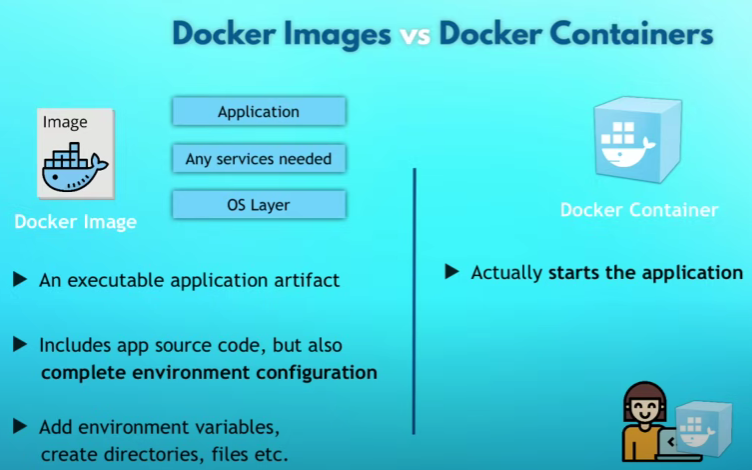 Docker Images vs Docker Containers
Image
Docker Image
Application
Any services needed
OS Layer
▶ An executable application artifact
▶ Includes app source code, but also
complete environment configuration
▶ Add environment variables,
create directories, files etc.
Docker Container
▶ Actually starts the application